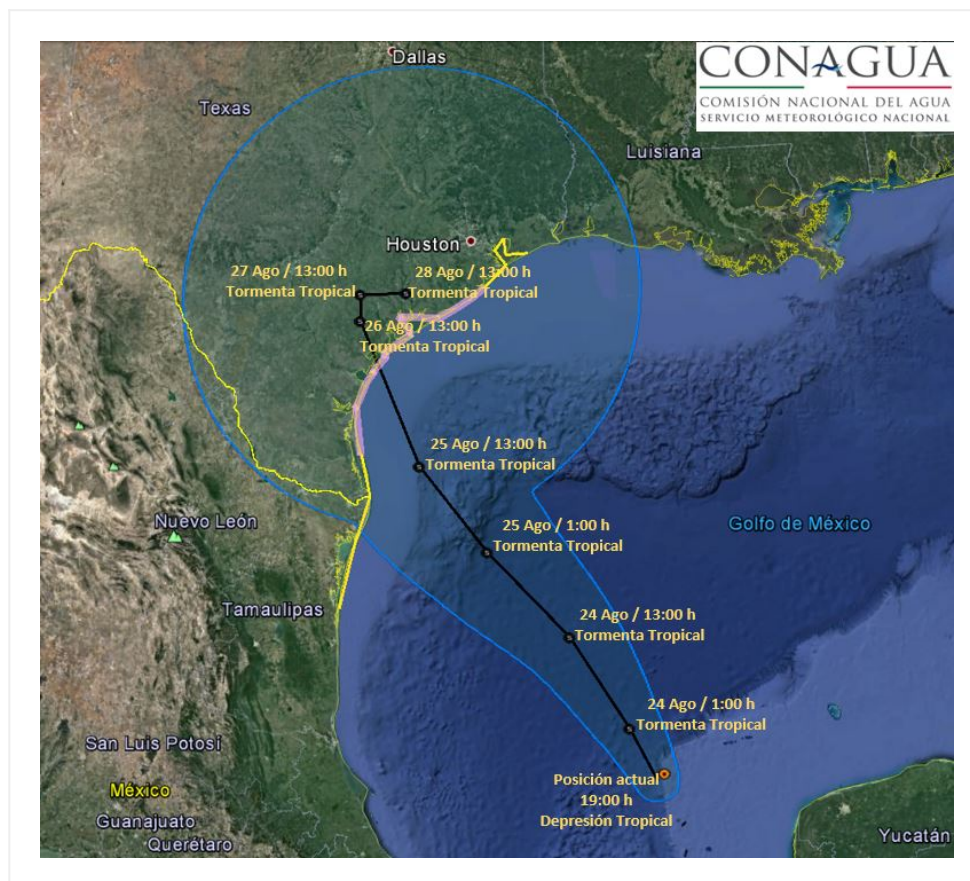 Dallas
CONAGUA
COMISIÓN NACIONAL DEL AGUA
SERVICIO METEOROLÓGICO NACIONAL
Texas
Luisiana
Houston
27 Ago / 13:00 h
Tormenta Tropical
28 Ago / 13:00 h
Tormenta Tropical
26 Ago / 13:00 h
Tormenta Tropical
25 Ago / 13:00 h
Tormenta Tropical
Nuevo León
Golfo de México
25 Ago / 1:00 h
Tormenta Tropical
Tamaulipas
24 Ago / 13:00 h
Tormenta Tropical
24 Ago / 1:00 h
Tormenta Tropical
San Luis Potosí
Posición actual
19:00 h
Depresión Tropical
México
Guanajuato
Querétaro
Yucatán